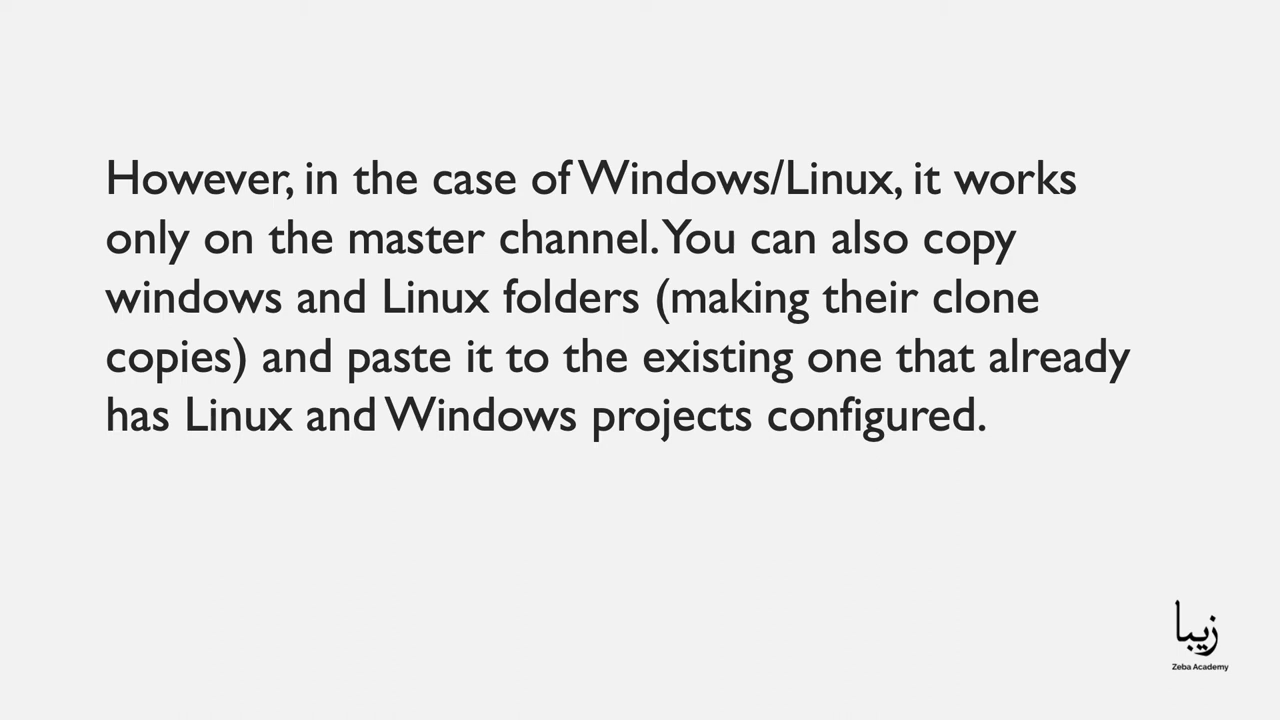 However, in the case of Windows/Linux, it works
only on the master channel. You can also copy
windows and Linux folders (making their clone
copies) and paste it to the existing one that already
has Linux and Windows projects configured.
زیبا
Zeba Academy